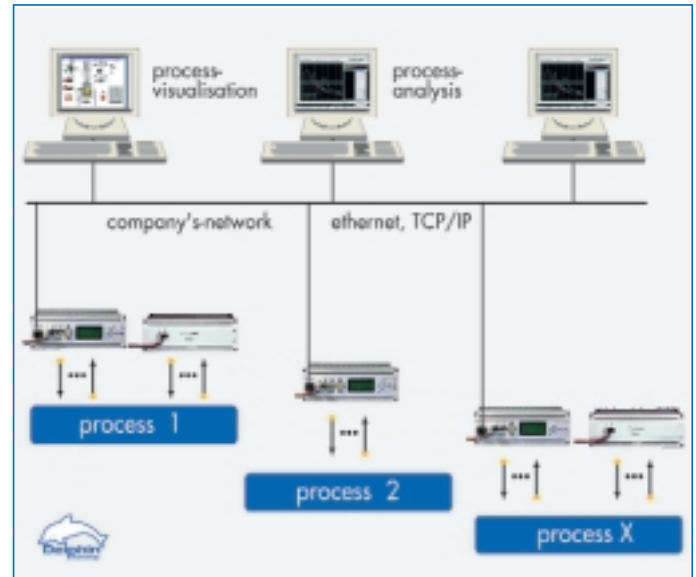 process-
visualisation
process-
analysis
company's-network
ethernet, TCP/IP
process 1
process 2
process X
Delphin